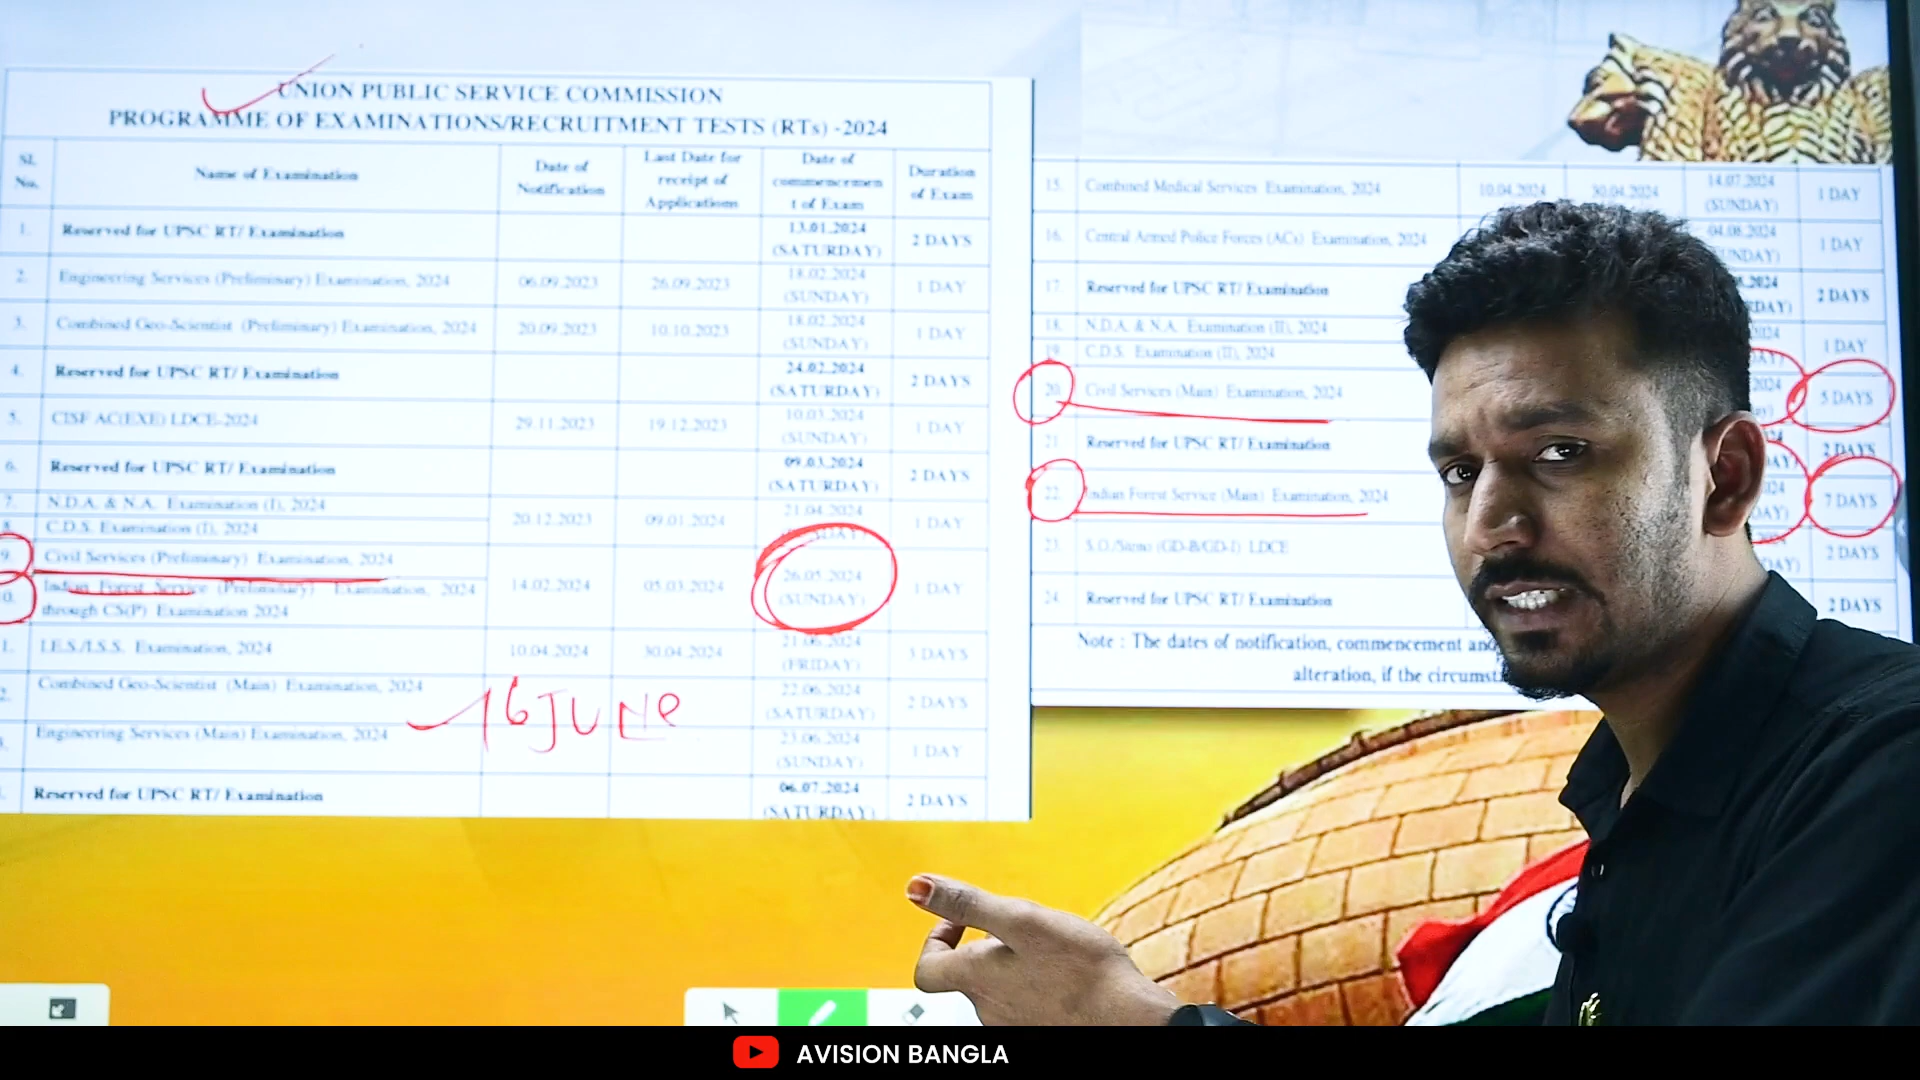 UNION PUBLIC SERVICE COMMISSION
PROGRAMME OF EXAMINATIONS/RECRUITMENT TESTS (RTs) -2024
Sl. No. Name of Examination Date of Notification Last Date for receipt of Applications Date of commencement of Exam Duration of Exam
1. Reserved for UPSC RT/ Examination 13.01.2024 (SATURDAY) 2 DAYS
2. Engineering Services (Preliminary) Examination, 2024 06.09.2023 26.09.2023 18.02.2024 (SUNDAY) 1 DAY
3. Combined Geo-Scientist (Preliminary) Examination, 2024 20.09.2023 10.10.2023 18.02.2024 (SUNDAY) 1 DAY
4. Reserved for UPSC RT/ Examination 24.02.2024 (SATURDAY) 2 DAYS
5. CISF AC(EXE) LDCE-2024 29.11.2023 19.12.2023 10.03.2024 (SUNDAY) 1 DAY
6. Reserved for UPSC RT/ Examination 09.03.2024 (SATURDAY) 2 DAYS
7. N.D.A. & N.A. Examination (I), 2024 20.12.2023 09.01.2024 21.04.2024 1 DAY
8. C.D.S. Examination (I), 2024
9. Civil Services (Preliminary) Examination, 2024 14.02.2024 05.03.2024 26.05.2024 (SUNDAY) 1 DAY
0. Indian Forest Service (Preliminary) Examination, 2024
through CS(P) Examination 2024
1. I.E.S./I.S.S. Examination, 2024 10.04.2024 30.04.2024 21.06.2024 (FRIDAY) 3 DAYS
2. Combined Geo-Scientist (Main) Examination, 2024 22.06.2024 (SATURDAY) 2 DAYS
16 JUNe
Engineering Services (Main) Examination, 2024 23.06.2024 (SUNDAY) 1 DAY
Reserved for UPSC RT/ Examination 06.07.2024 (SATURDAY) 2 DAYS
15. Combined Medical Services Examination, 2024 10.04.2024 30.04.2024 14.07.2024 (SUNDAY) 1 DAY
16. Central Armed Police Forces (ACs) Examination, 2024 04.08.2024 1 DAY
17. Reserved for UPSC RT/ Examination 2 DAYS
18. N.D.A. & N.A. Examination (II), 2024 1 DAY
19. C.D.S. Examination (II), 2024
20. Civil Services (Main) Examination, 2024 5 DAYS
21. Reserved for UPSC RT/ Examination 2 DAYS
22. Indian Forest Service (Main) Examination, 2024 7 DAYS
23. S.O./Steno (GD-B/GD-I) LDCE 2 DAYS
24. Reserved for UPSC RT/ Examination 2 DAYS
Note : The dates of notification, commencement and
alteration, if the
AVISION BANGLA